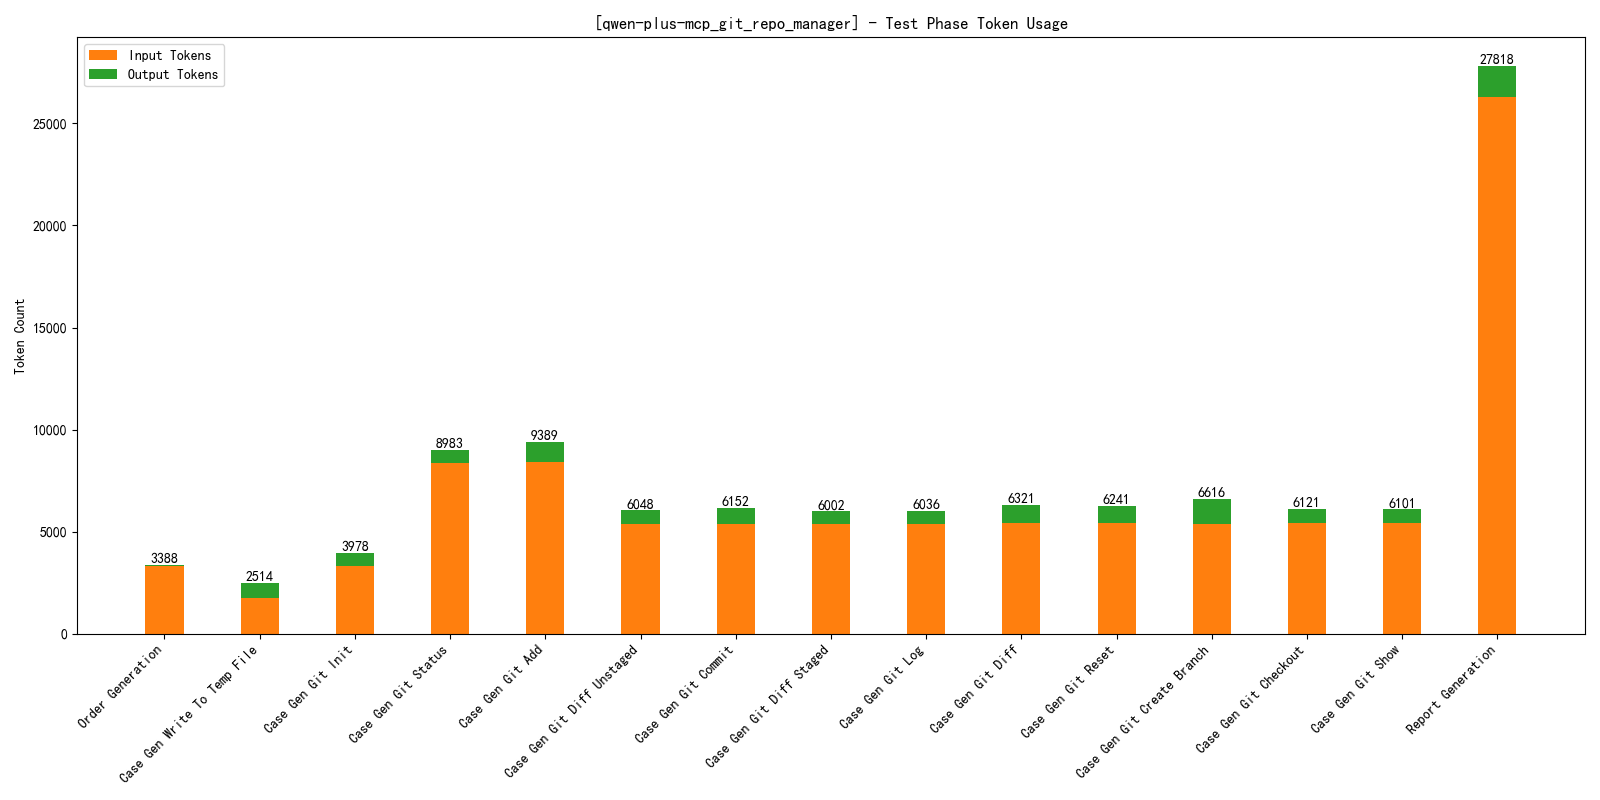 [qwen-plus-mcp_git_repo_manager] - Test Phase Token Usage
Input Tokens
Output Tokens
Token Count
25000
20000
15000
10000
5000
0
3388
2514
3978
8983
9389
6048
6152
6002
6036
6321
6241
6616
6121
6101
27818
Order Generation
Case Gen Write To Temp File
Case Gen Git Init
Case Gen Git Status
Case Gen Git Add
Case Gen Git Diff Unstaged
Case Gen Git Commit
Case Gen Git Diff Staged
Case Gen Git Log
Case Gen Git Diff
Case Gen Git Reset
Case Gen Git Create Branch
Case Gen Git Checkout
Case Gen Git Show
Report Generation